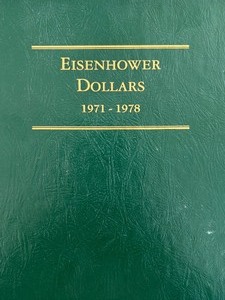 EISENHOWER
DOLLARS
1971 - 1978